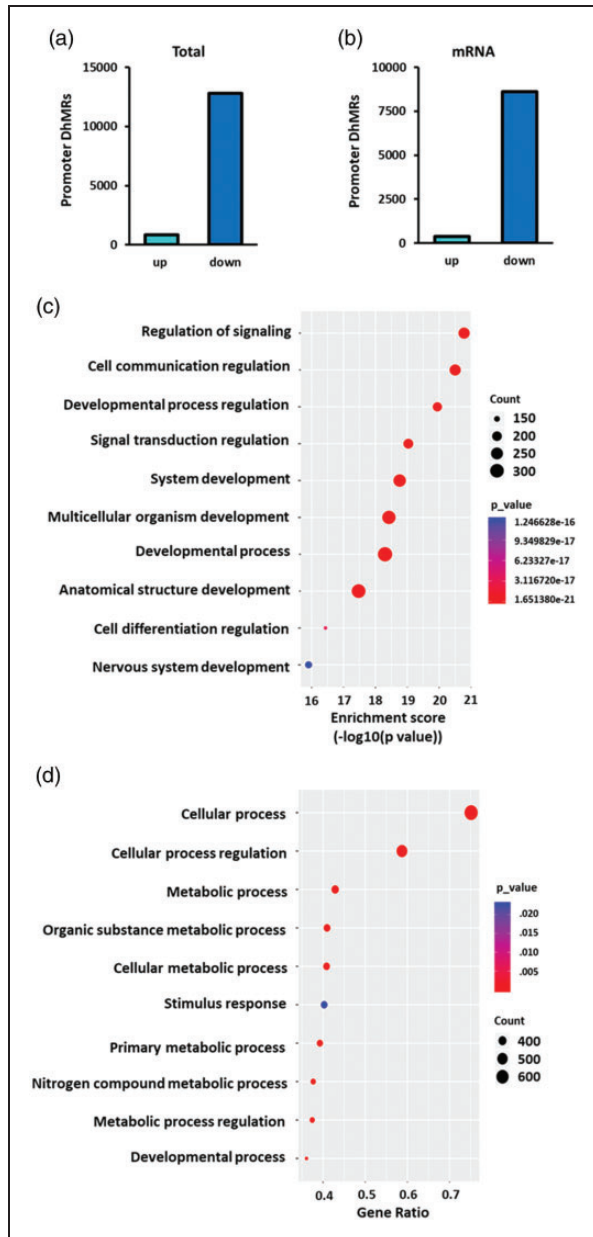 (a)
Total
Promoter DhMRs
15000
10000
5000
0
up
down
(b)
mRNA
Promoter DhMRs
10000
7500
5000
2500
0
up
down
(c)
Regulation of signaling
Cell communication regulation
Developmental process regulation
Signal transduction regulation
System development
Multicellular organism development
Developmental process
Anatomical structure development
Cell differentiation regulation
Nervous system development
16 17 18 19 20 21
Enrichment score
(-log10(p value))
Count
150
200
250
300
p_value
1.246628e-16
9.349829e-17
6.23327e-17
3.116720e-17
1.651380e-21
(d)
Cellular process
Cellular process regulation
Metabolic process
Organic substance metabolic process
Cellular metabolic process
Stimulus response
Primary metabolic process
Nitrogen compound metabolic process
Metabolic process regulation
Developmental process
0.4 0.5 0.6 0.7
Gene Ratio
p_value
.020
.015
.010
.005
Count
400
500
600